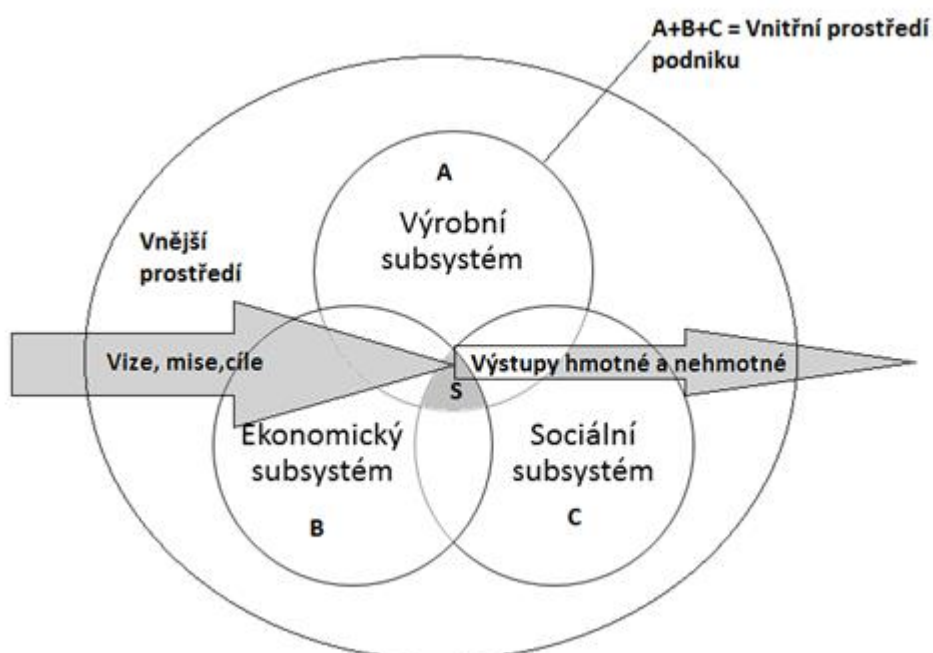 A+B+C = Vnitřní prostředí
podniku
A
Výrobní
subsystém
Vnější
prostředí
Vize, mise,cíle
Výstupy hmotné a nehmotné
S
Ekonomický
subsystém
Sociální
subsystém
B
C